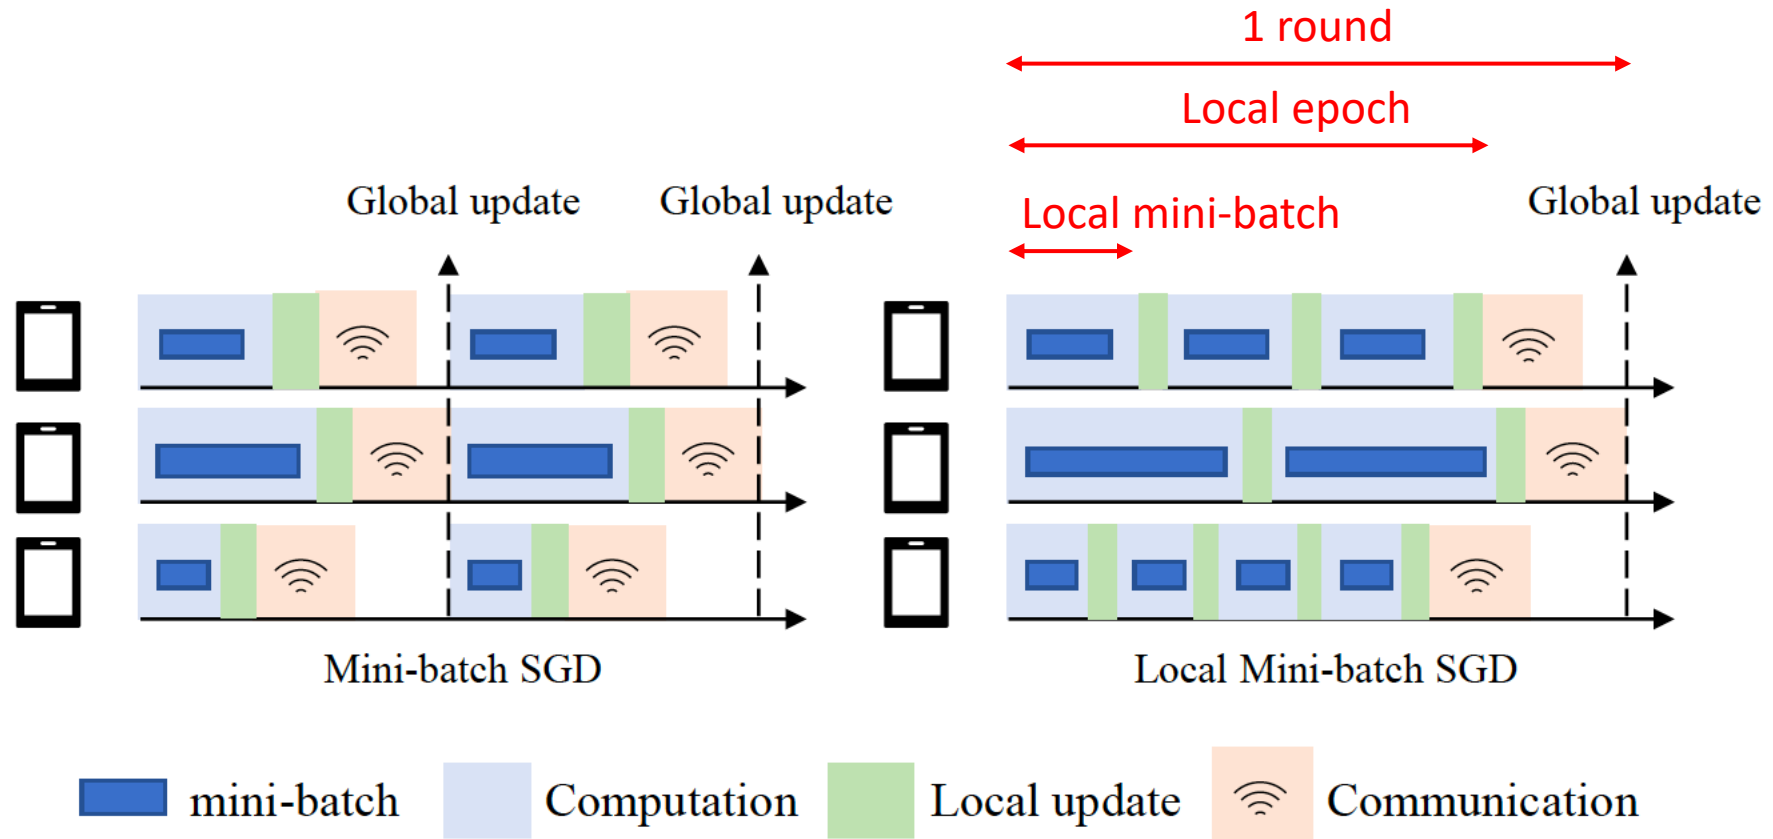 1 round
Local epoch
Global update
Global update
Local mini-batch
Global update
Mini-batch SGD
Local Mini-batch SGD
mini-batch
Computation
Local update
Communication